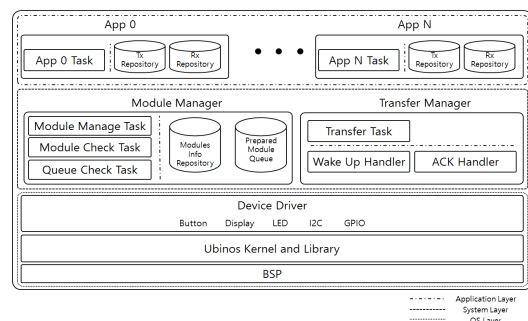 App 0
App N
App 0 Task
Tx
Repository
Rx
Repository
App N Task
Tx
Repository
Rx
Repository
Module Manager
Transfer Manager
Module Manage Task
Module Check Task
Queue Check Task
Modules
Info
Repository
Prepared
Module
Queue
Transfer Task
Wake Up Handler
ACK Handler
Device Driver
Button Display LED I2C GPIO
Ubinos Kernel and Library
BSP
Application Layer
System Layer
OS Layer